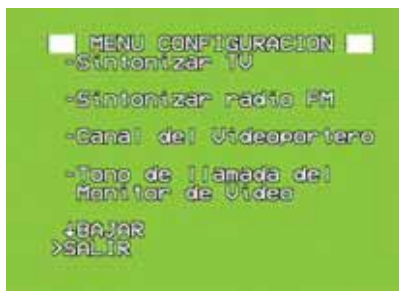 MENU CONFIGURACION
-Sintonizar TV
-Sintonizar radio FM
-Canal del Videoportero
-Tono de llamada del
Monitor de Video
↓BAJAR
>SALIR